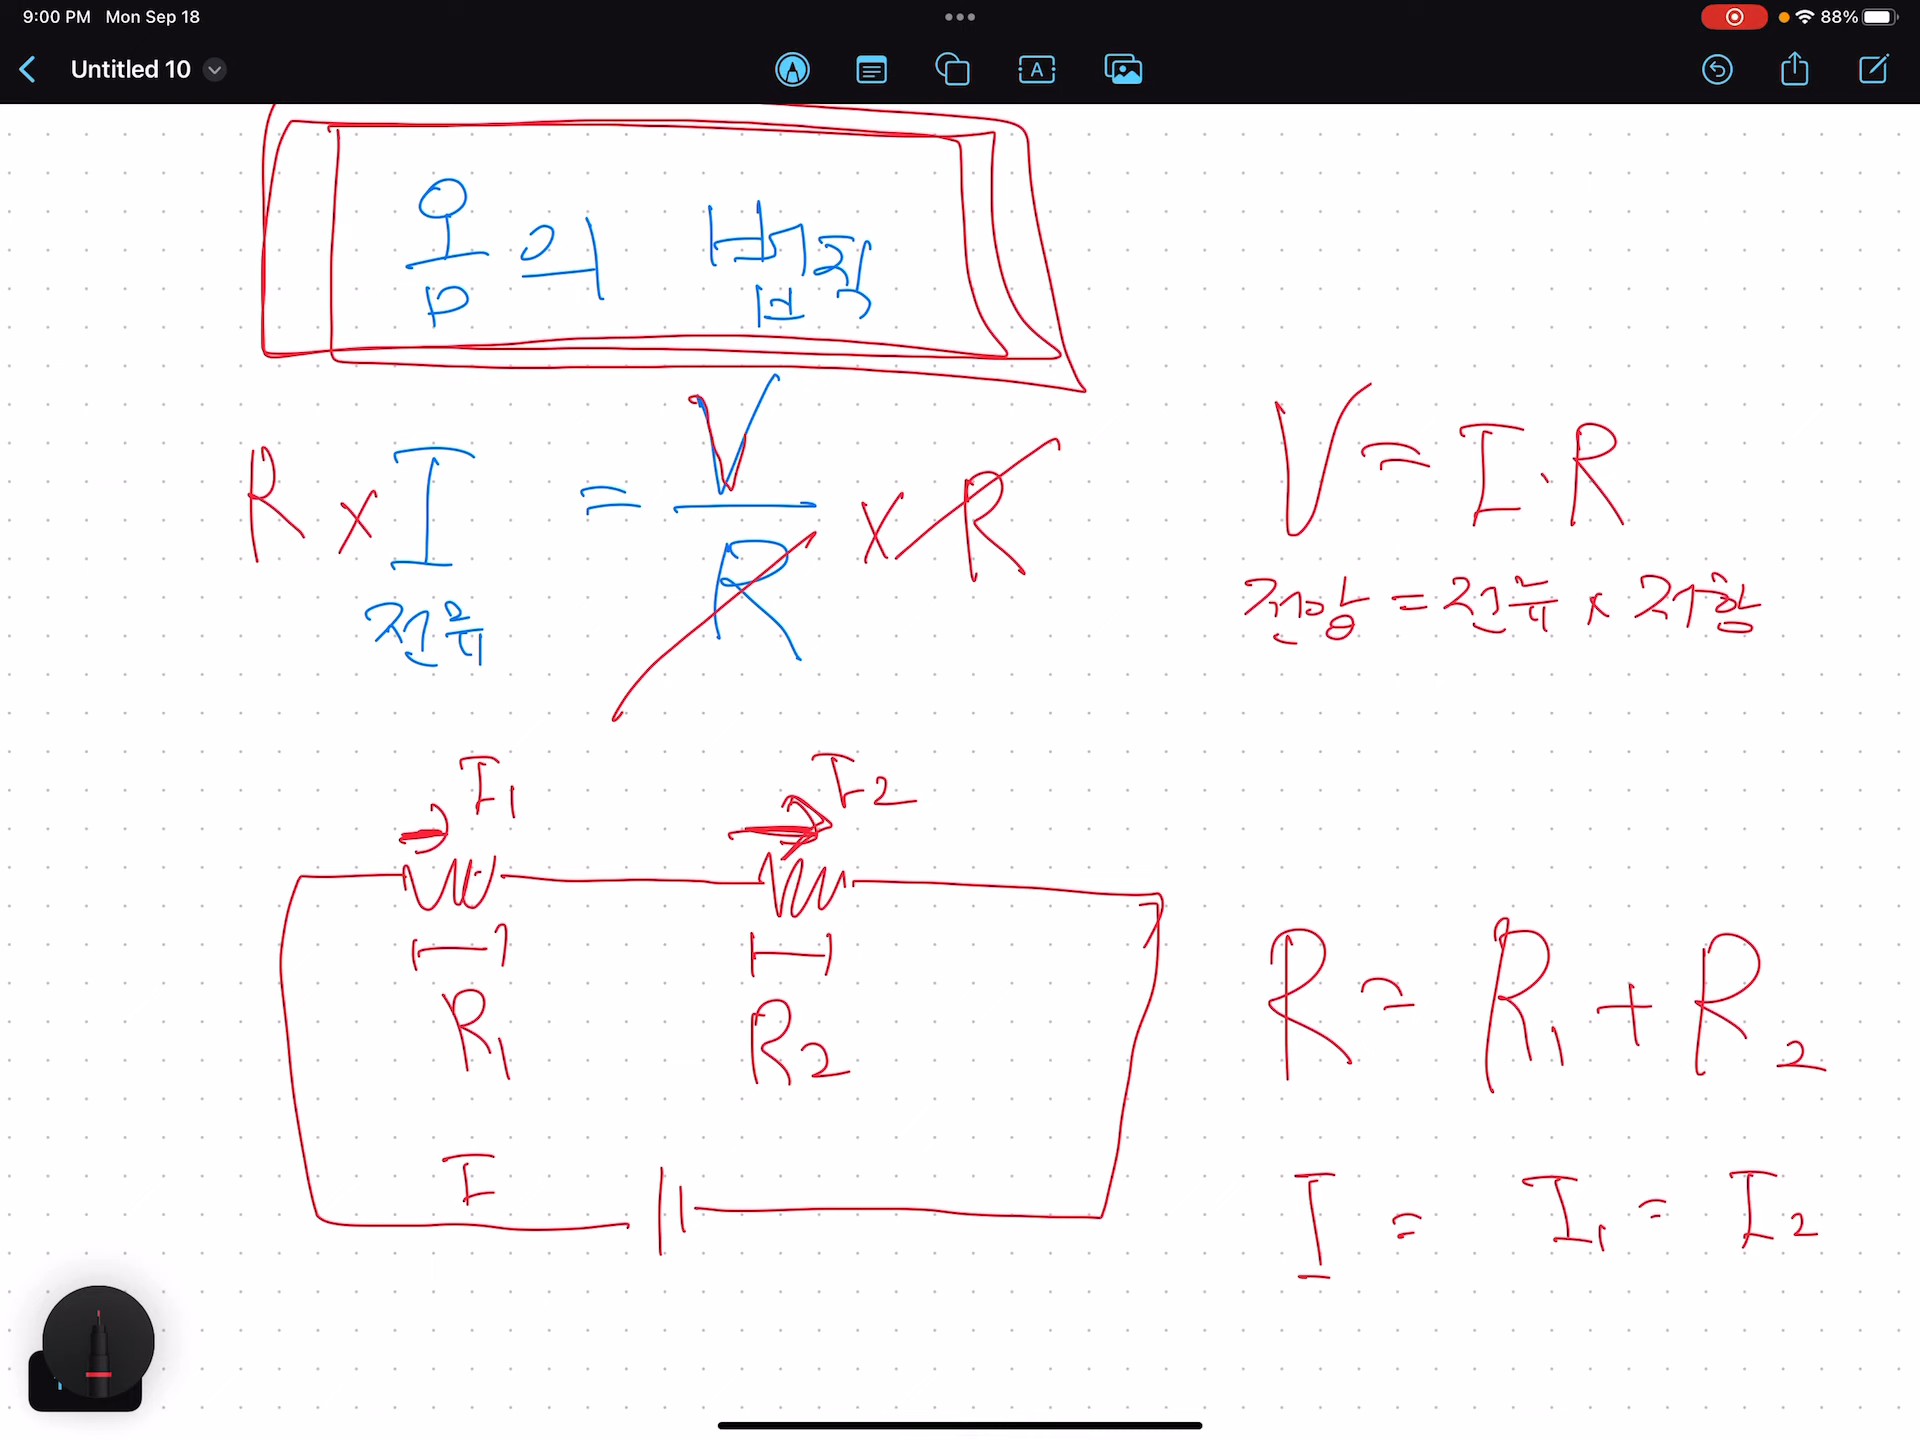 9:00 PM Mon Sep 18
88%
Untitled 10
A
옴의 법칙
R × I = V/R × R
전류
V = I · R
전압 = 전류 × 저항
I1
I2
R1
R2
I
R = R1 + R2
I = I1 = I2